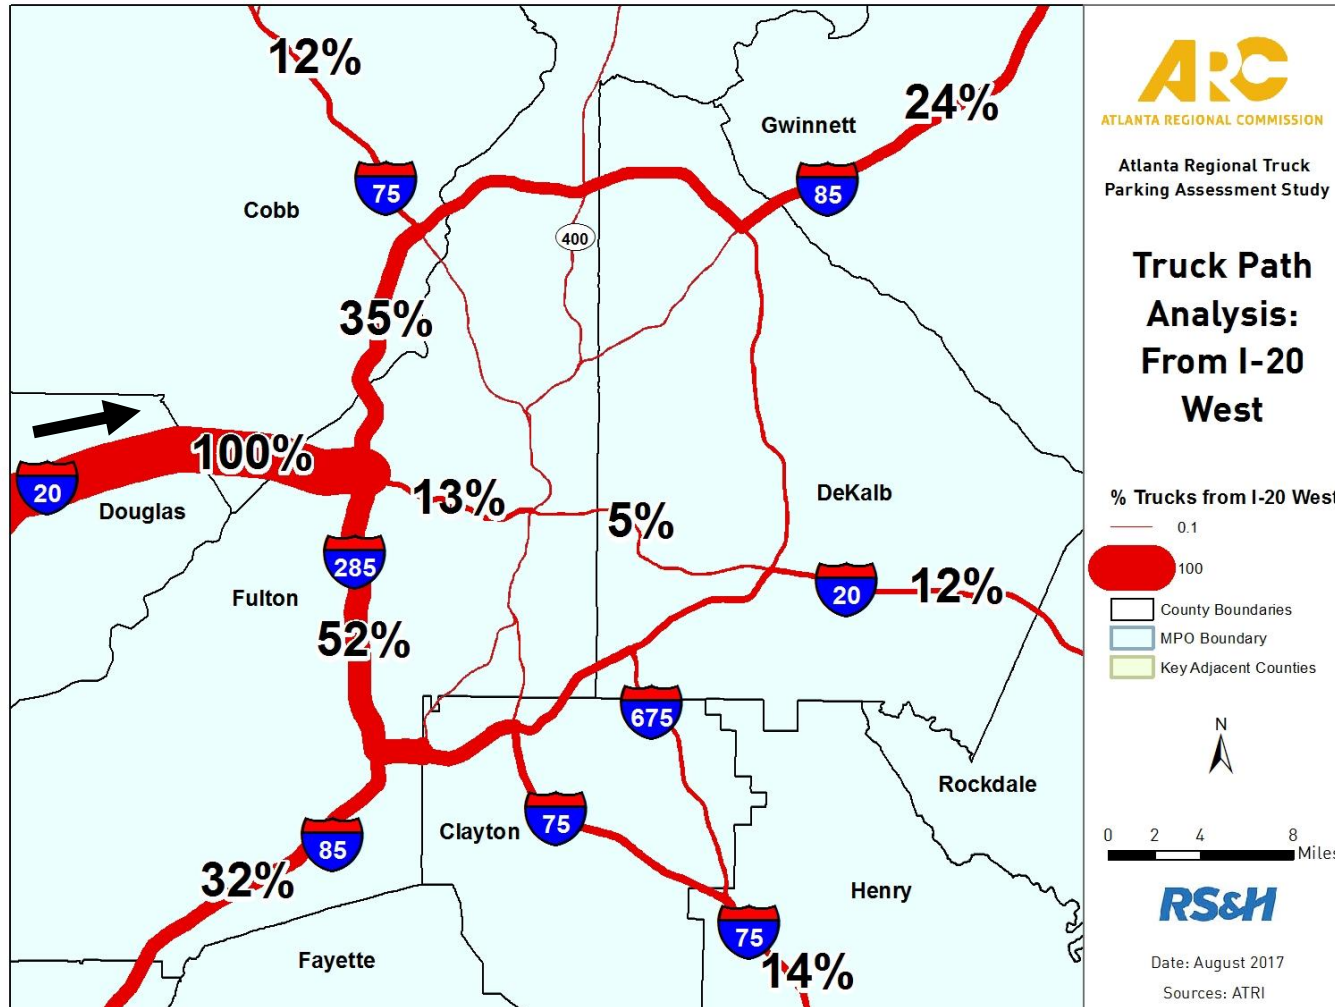 12%
24%
Gwinnett
75
85
Cobb
400
35%
100%
20
Douglas
13%
5%
DeKalb
285
Fulton
20
12%
52%
675
Rockdale
75
Clayton
85
32%
Henry
75
14%
Fayette
ARC
ATLANTA REGIONAL COMMISSION
Atlanta Regional Truck
Parking Assessment Study
Truck Path
Analysis:
From I-20
West
% Trucks from I-20 West
0.1
100
County Boundaries
MPO Boundary
Key Adjacent Counties
N
0 2 4 8
Miles
RS&H
Date: August 2017
Sources: ATRI